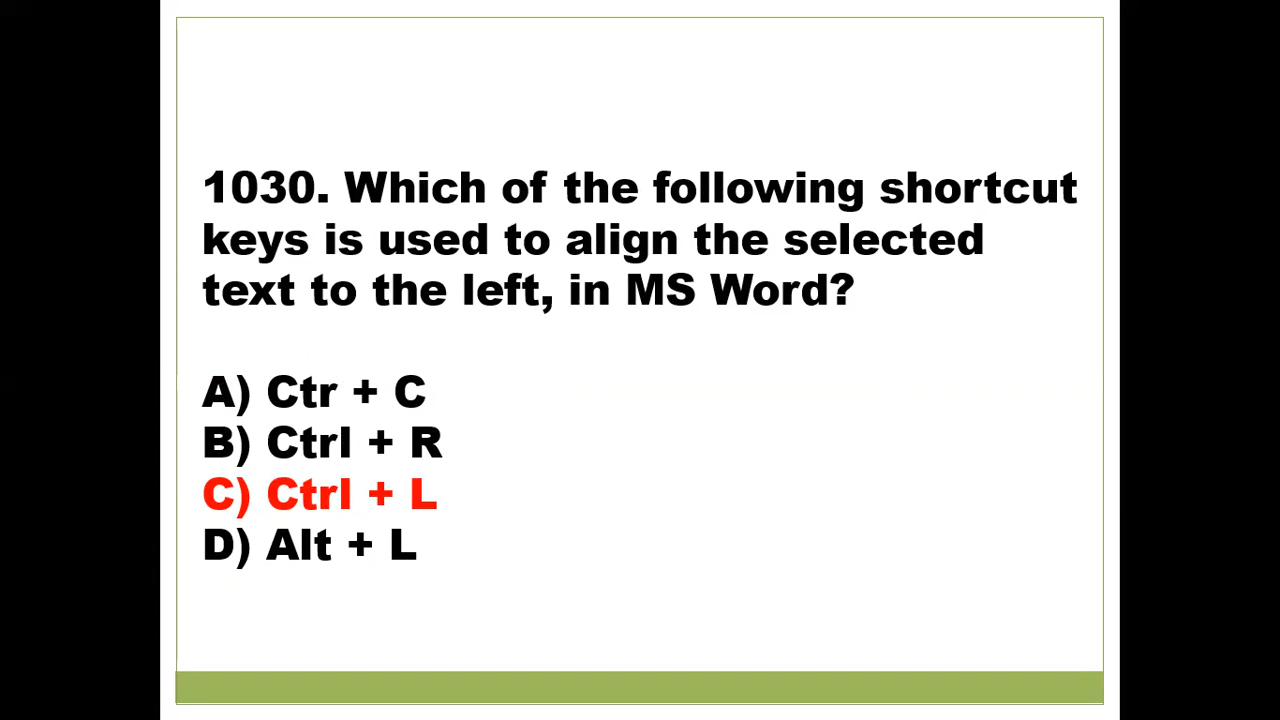 1030. Which of the following shortcut
keys is used to align the selected
text to the left, in MS Word?
A) Ctr + C
B) Ctrl + R
C) Ctrl + L
D) Alt + L